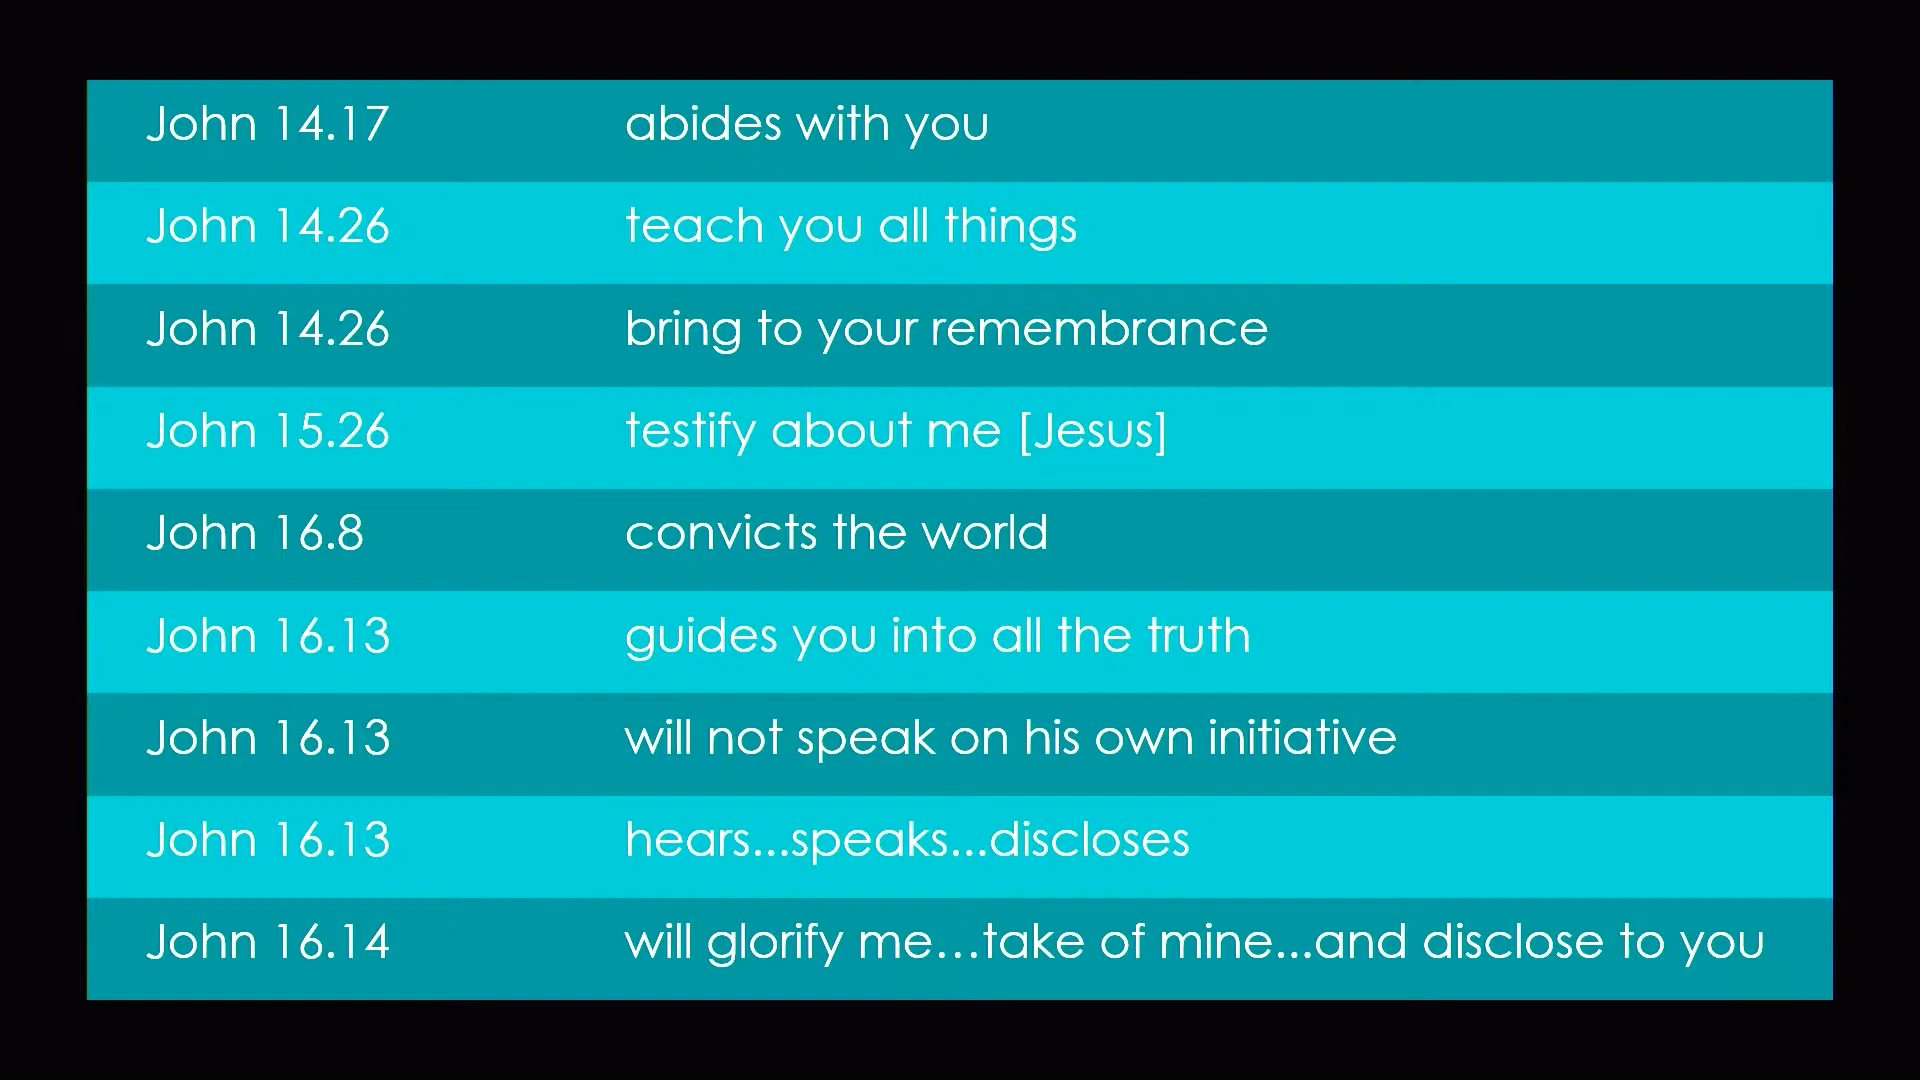 John 14.17 abides with you
John 14.26 teach you all things
John 14.26 bring to your remembrance
John 15.26 testify about me [Jesus]
John 16.8 convicts the world
John 16.13 guides you into all the truth
John 16.13 will not speak on his own initiative
John 16.13 hears...speaks...discloses
John 16.14 will glorify me…take of mine...and disclose to you